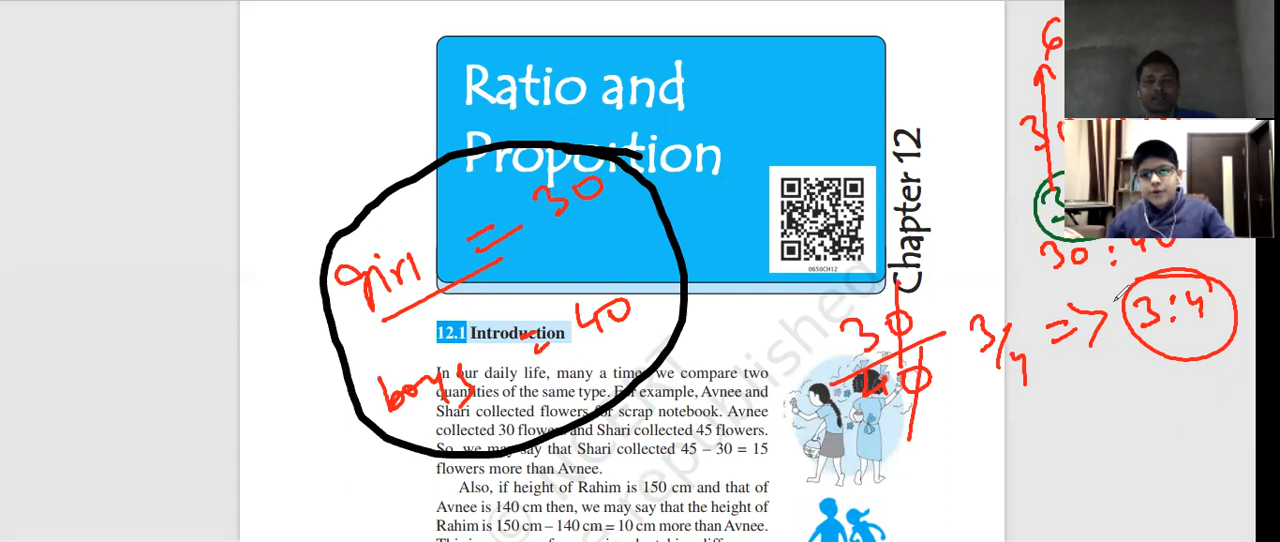 Ratio and
Proportion
Chapter 12
0650CH12
girl = 30
boys = 40
12.1 Introduction
In our daily life, many a time we compare two
quantities of the same type. For example, Avnee and
Shari collected flowers for scrap notebook. Avnee
collected 30 flowers and Shari collected 45 flowers.
So, we may say that Shari collected 45 – 30 = 15
flowers more than Avnee.
Also, if height of Rahim is 150 cm and that of
Avnee is 140 cm then, we may say that the height of
Rahim is 150 cm – 140 cm = 10 cm more than Avnee.
6
30 : 40
30/40 3/4 => 3:4
© NCERT
republished